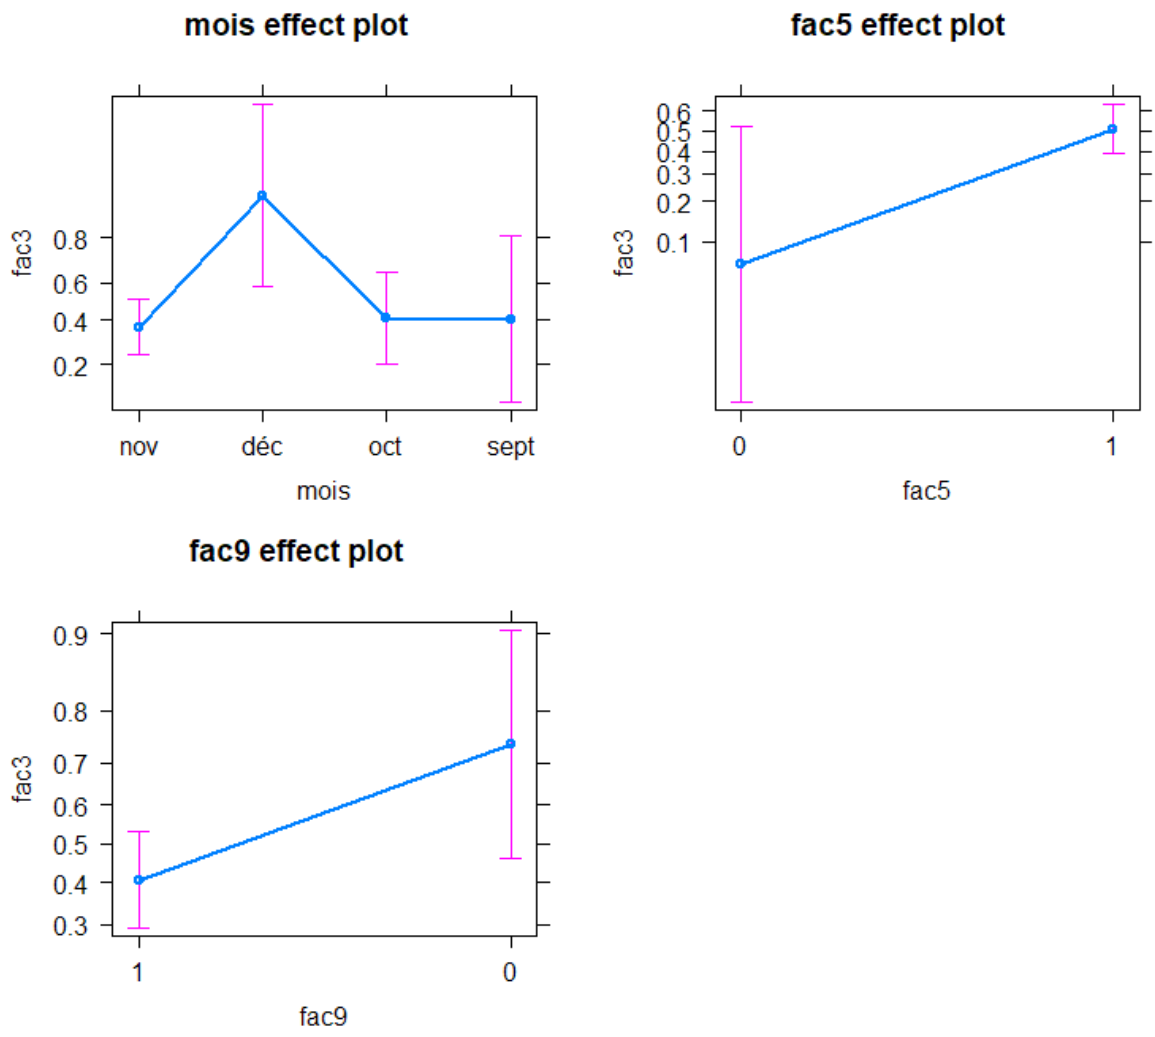 mois effect plot
fac3
0.8
0.6
0.4
0.2
nov déc oct sept
mois
fac5 effect plot
fac3
0.6
0.5
0.4
0.3
0.2
0.1
0 1
fac5
fac9 effect plot
fac3
0.9
0.8
0.7
0.6
0.5
0.4
0.3
1 0
fac9